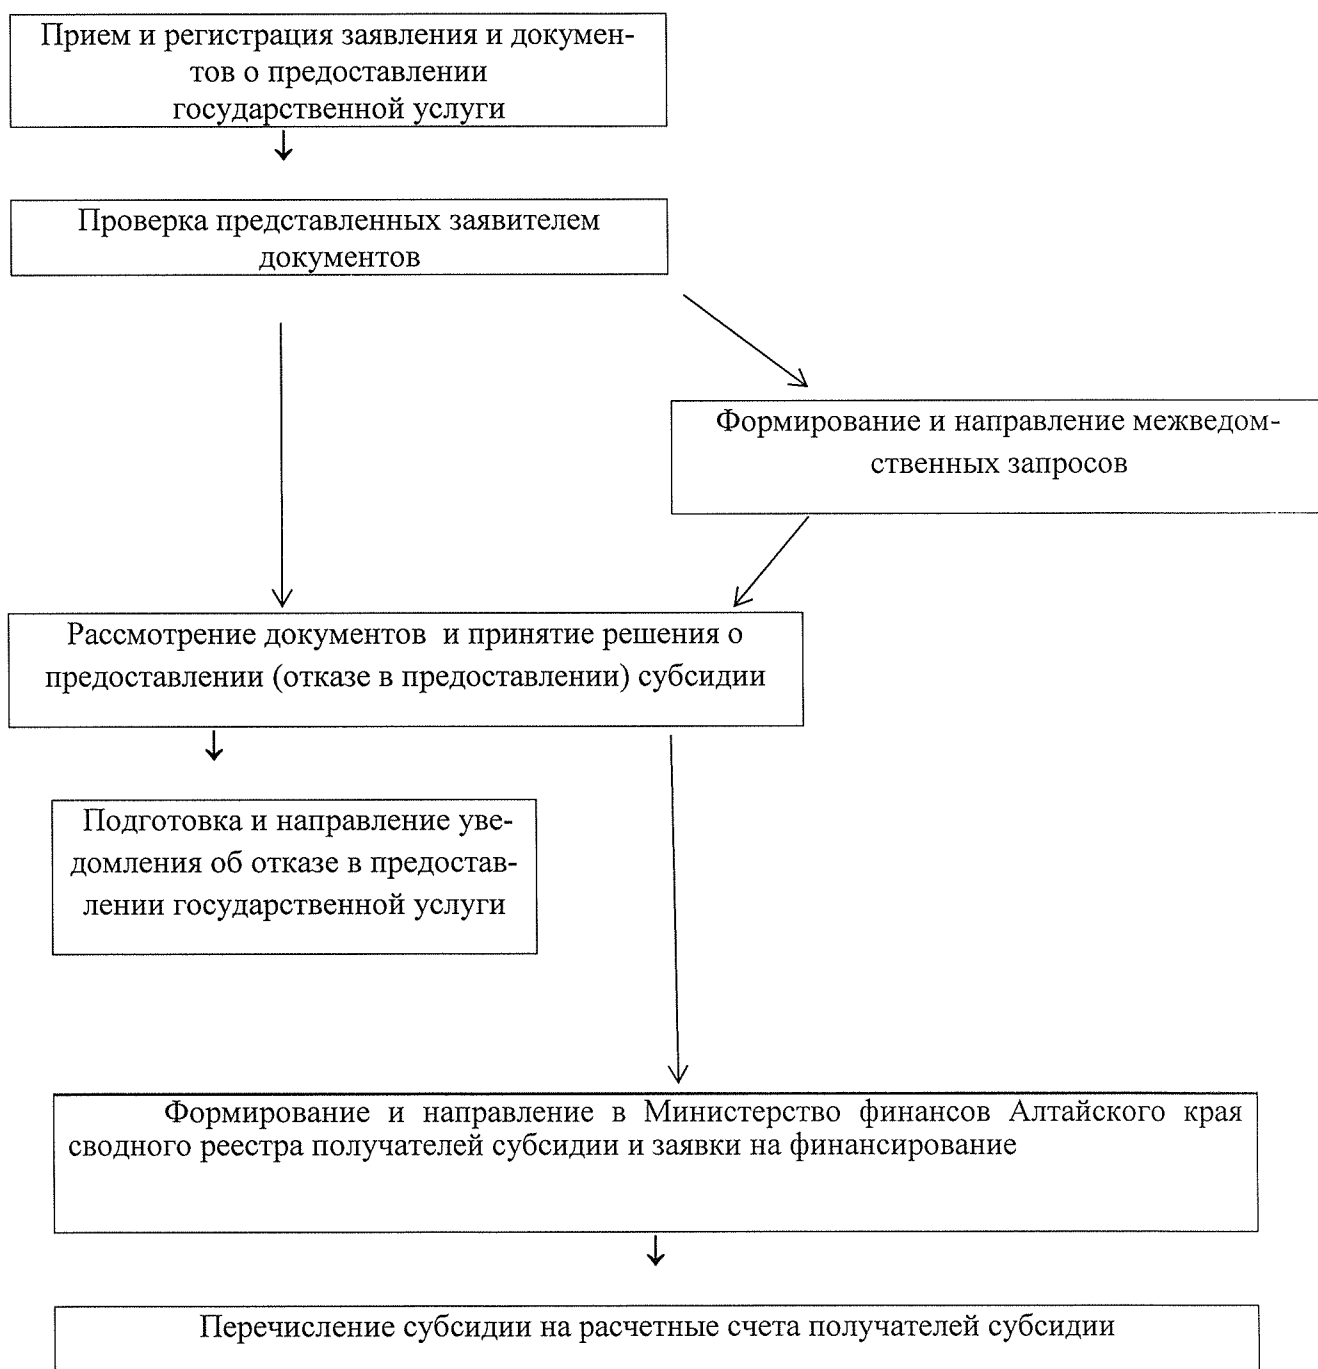 Прием и регистрация заявления и докумен-
тов о предоставлении
государственной услуги
Проверка представленных заявителем
документов
Формирование и направление межведом-
ственных запросов
Рассмотрение документов и принятие решения о
предоставлении (отказе в предоставлении) субсидии
Подготовка и направление уве-
домления об отказе в предостав-
лении государственной услуги
Формирование и направление в Министерство финансов Алтайского края
сводного реестра получателей субсидии и заявки на финансирование
Перечисление субсидии на расчетные счета получателей субсидии